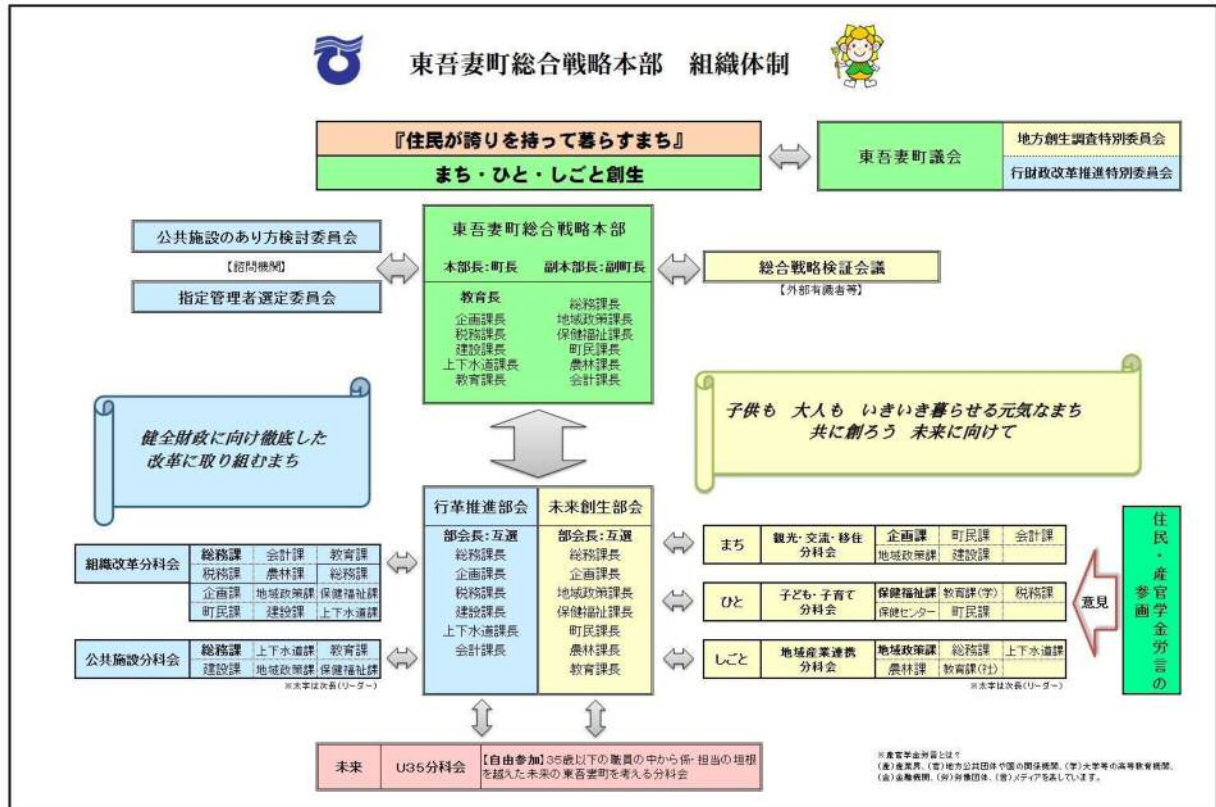 東吾妻町総合戦略本部 組織体制
『住民が誇りを持って暮らすまち』
まち・ひと・しごと創生
東吾妻町議会
地方創生調査特別委員会
行財政改革推進特別委員会
公共施設のあり方検討委員会
【諮問機関】
指定管理者選定委員会
東吾妻町総合戦略本部
本部長:町長 副本部長:副町長
教育長 総務課長
企画課長 地域政策課長
税務課長 保健福祉課長
建設課長 町民課長
上下水道課長 農林課長
教育課長 会計課長
総合戦略検証会議
【外部有識者等】
健全財政に向け徹底した
改革に取り組むまち
子供も 大人も いきいき暮らせる元気なまち
共に創ろう 未来に向けて
行革推進部会 未来創生部会
部会長:互選 部会長:互選
総務課長 総務課長
企画課長 企画課長
税務課長 地域政策課長
建設課長 保健福祉課長
上下水道課長 町民課長
会計課長 農林課長
教育課長
組織改革分科会
総務課 会計課 教育課
税務課 農林課 総務課
企画課 地域政策課 保健福祉課
町民課 建設課 上下水道課
公共施設分科会
総務課 上下水道課 教育課
建設課 地域政策課 保健福祉課
※太字は次長(リーダー)
まち 観光・交流・移住
分科会
企画課 町民課 会計課
地域政策課 建設課
ひと 子ども・子育て
分科会
保健福祉課 教育課(学) 税務課
保健センター 町民課
しごと 地域産業連携
分科会
地域政策課 総務課 上下水道課
農林課 教育課(社)
※太字は次長(リーダー)
意見
住民・産官学金労言の
参画
未来 U35分科会
【自由参加】35歳以下の職員の中から係・担当の垣根
を越えた未来の東吾妻町を考える分科会
※産官学金労言とは?
(産)産業界、(官)地方公共団体や国の関係機関、(学)大学等の高等教育機関、
(金)金融機関、(労)労働団体、(言)メディアを表しています。